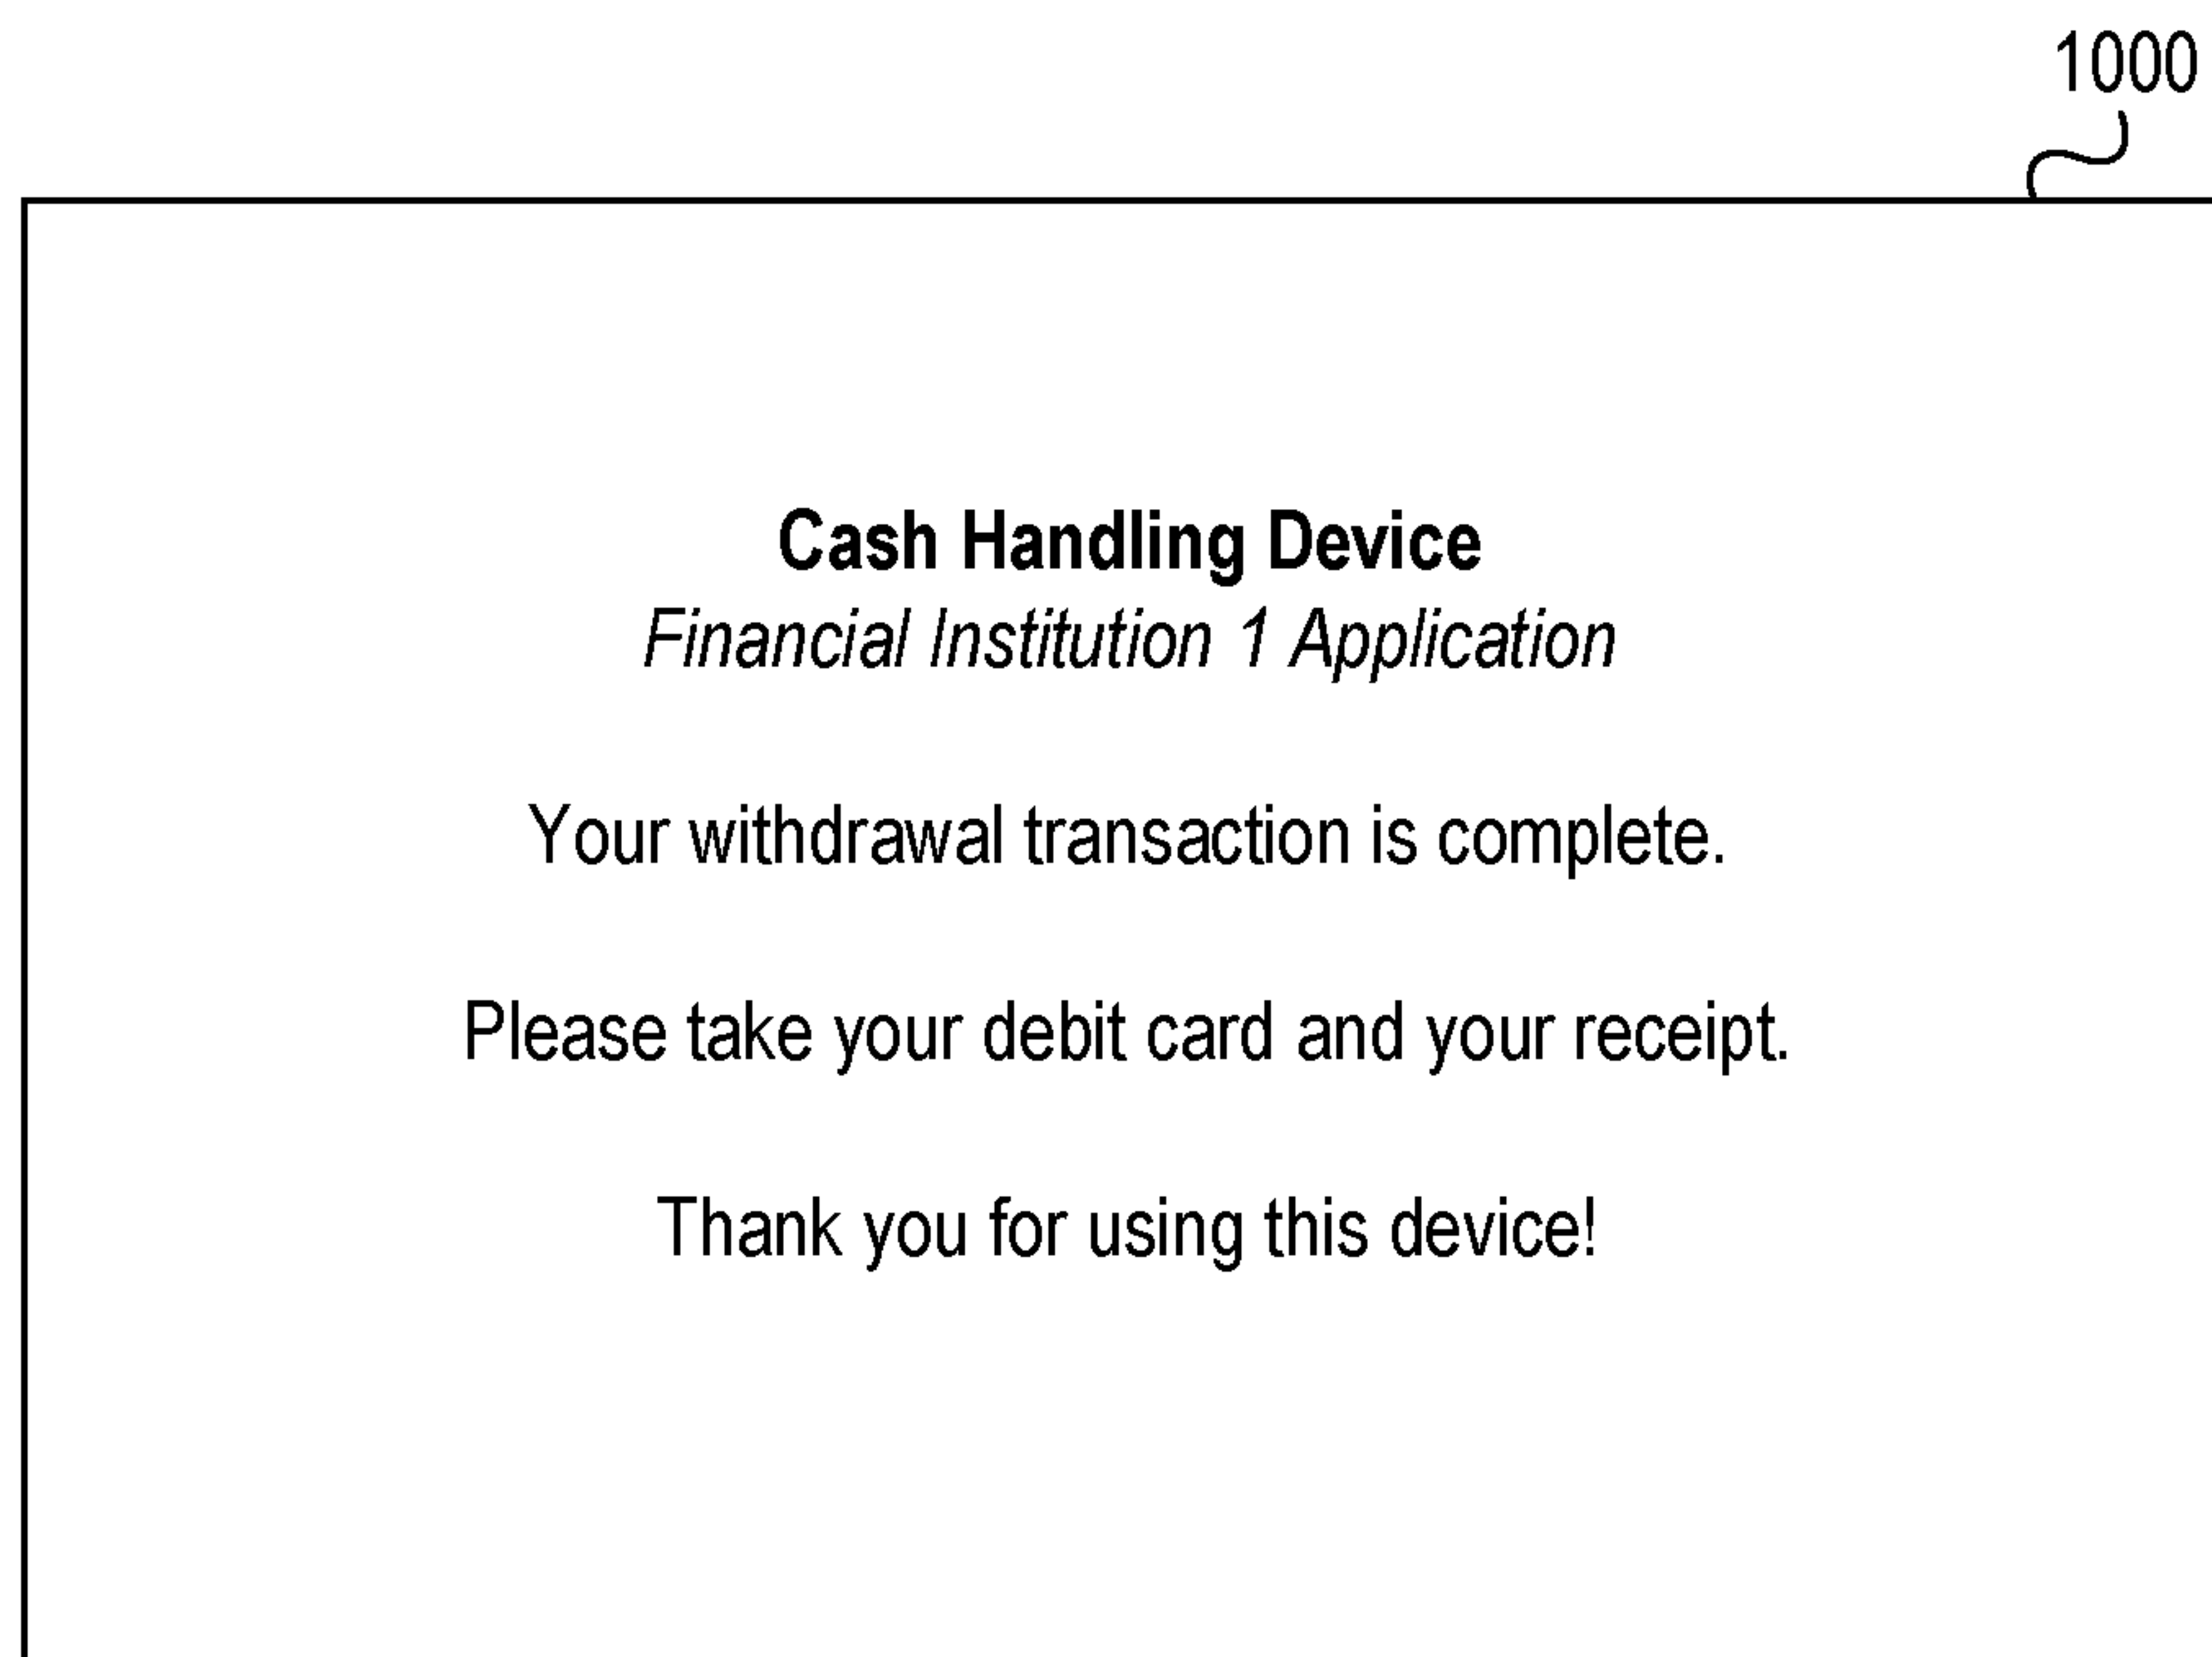 1000
Cash Handling Device
Financial Institution 1 Application
Your withdrawal transaction is complete.
Please take your debit card and your receipt.
Thank you for using this device!